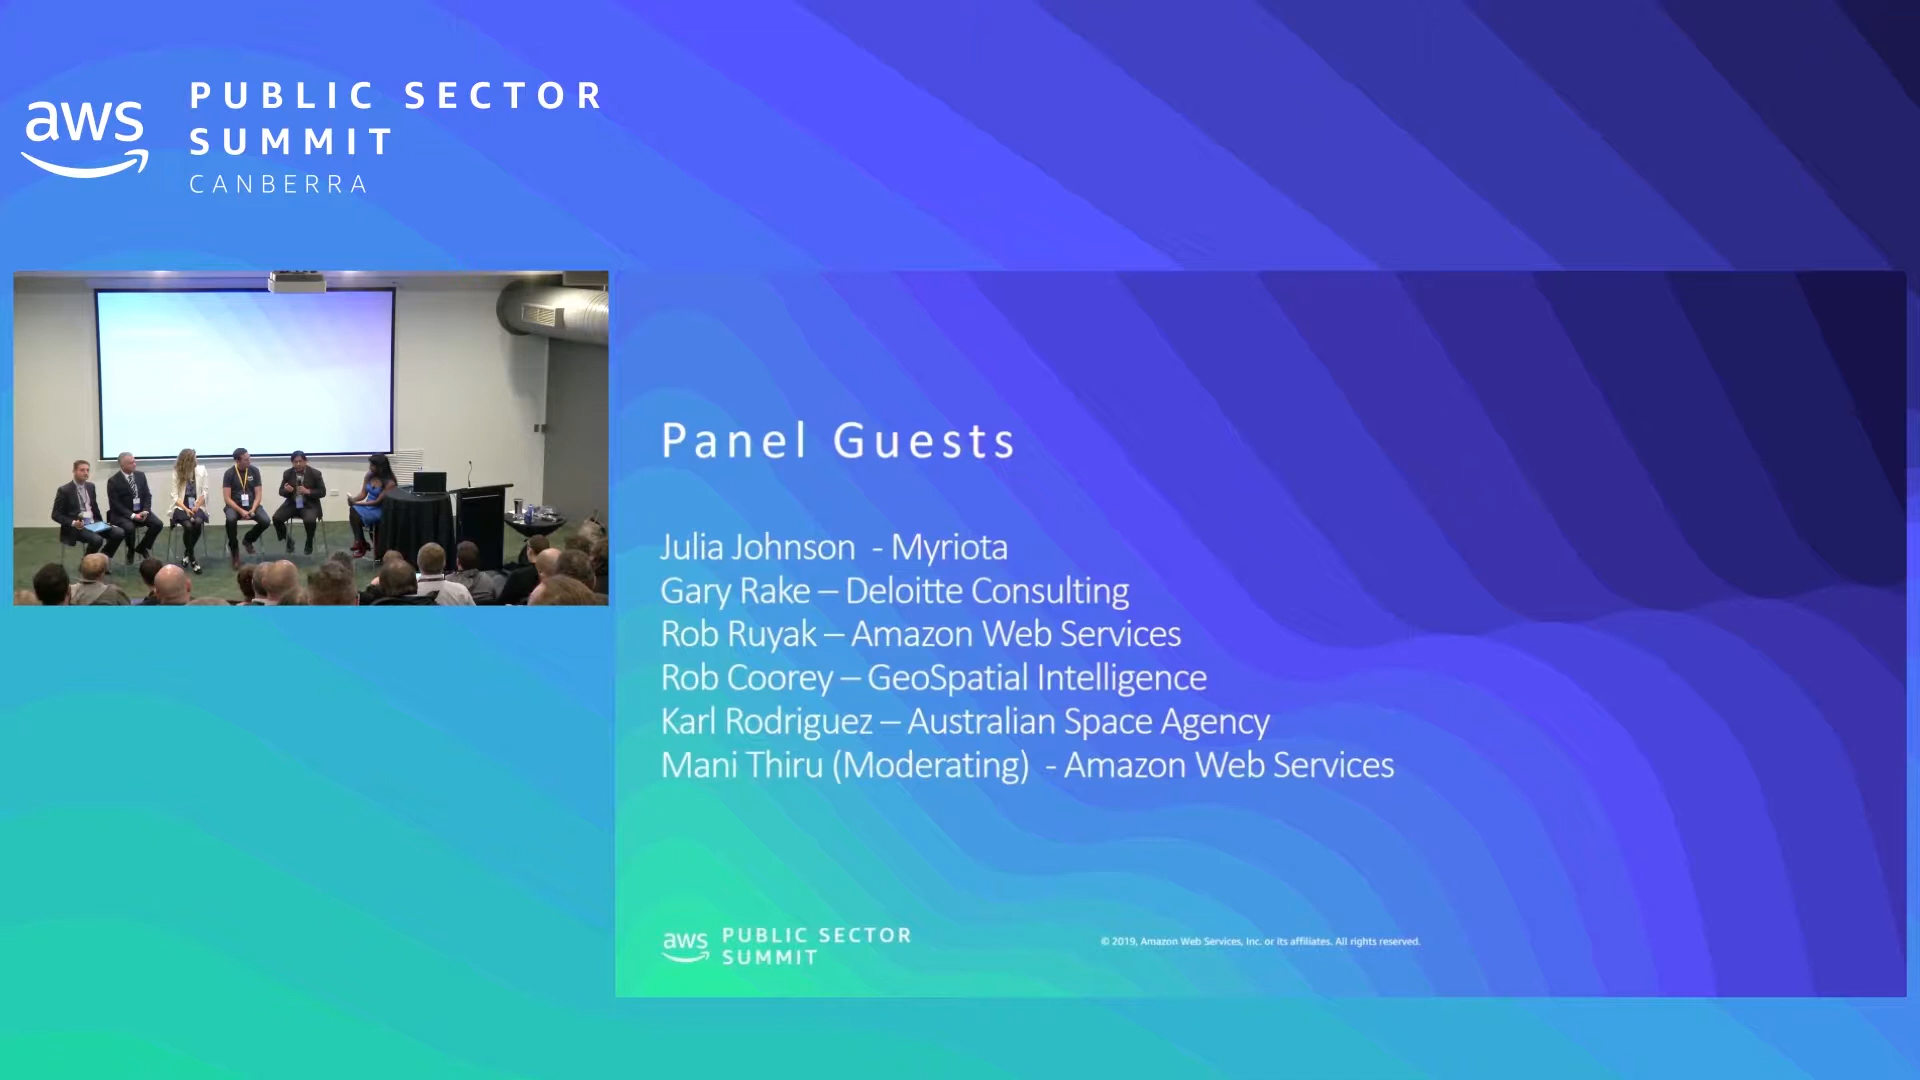 aws
PUBLIC SECTOR
SUMMIT
CANBERRA
Panel Guests
Julia Johnson - Myriota
Gary Rake – Deloitte Consulting
Rob Ruyak – Amazon Web Services
Rob Coorey – GeoSpatial Intelligence
Karl Rodriguez – Australian Space Agency
Mani Thiru (Moderating) - Amazon Web Services
aws
PUBLIC SECTOR
SUMMIT
© 2019, Amazon Web Services, Inc. or its affiliates. All rights reserved.